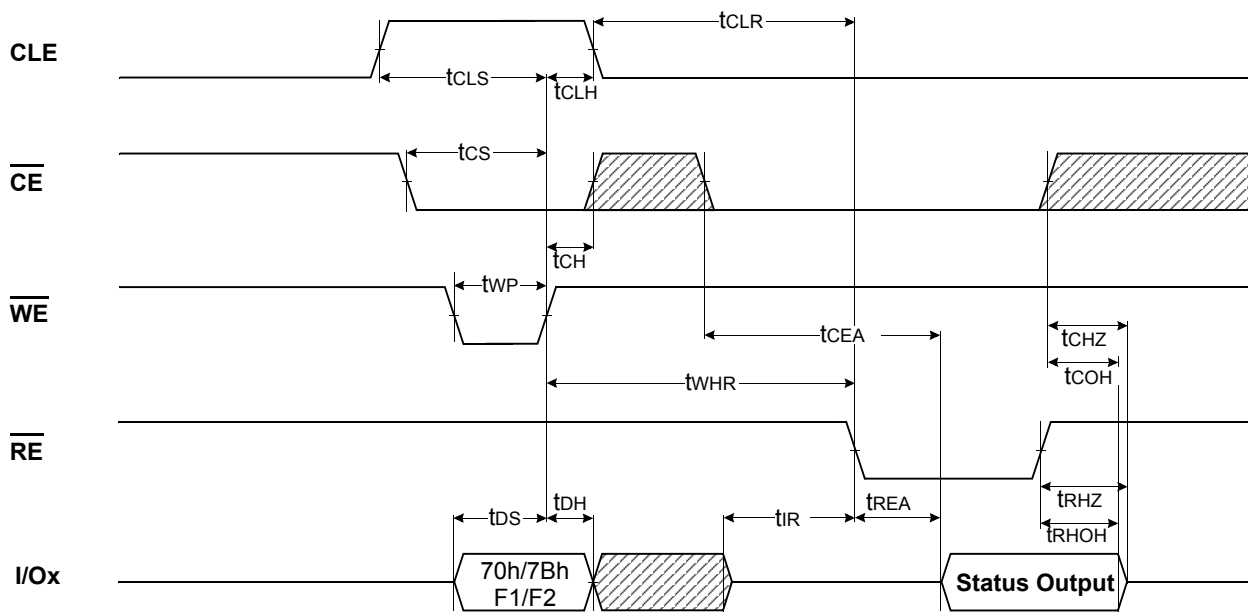 tCLR
CLE
tCLS
tCLH
tCS
CE
tCH
tWP
WE
tCEA
tCHZ
tCOH
tWHR
RE
tDS
tDH
tIR
tREA
tRHZ
tRHOH
I/Ox
70h/7Bh
F1/F2
Status Output